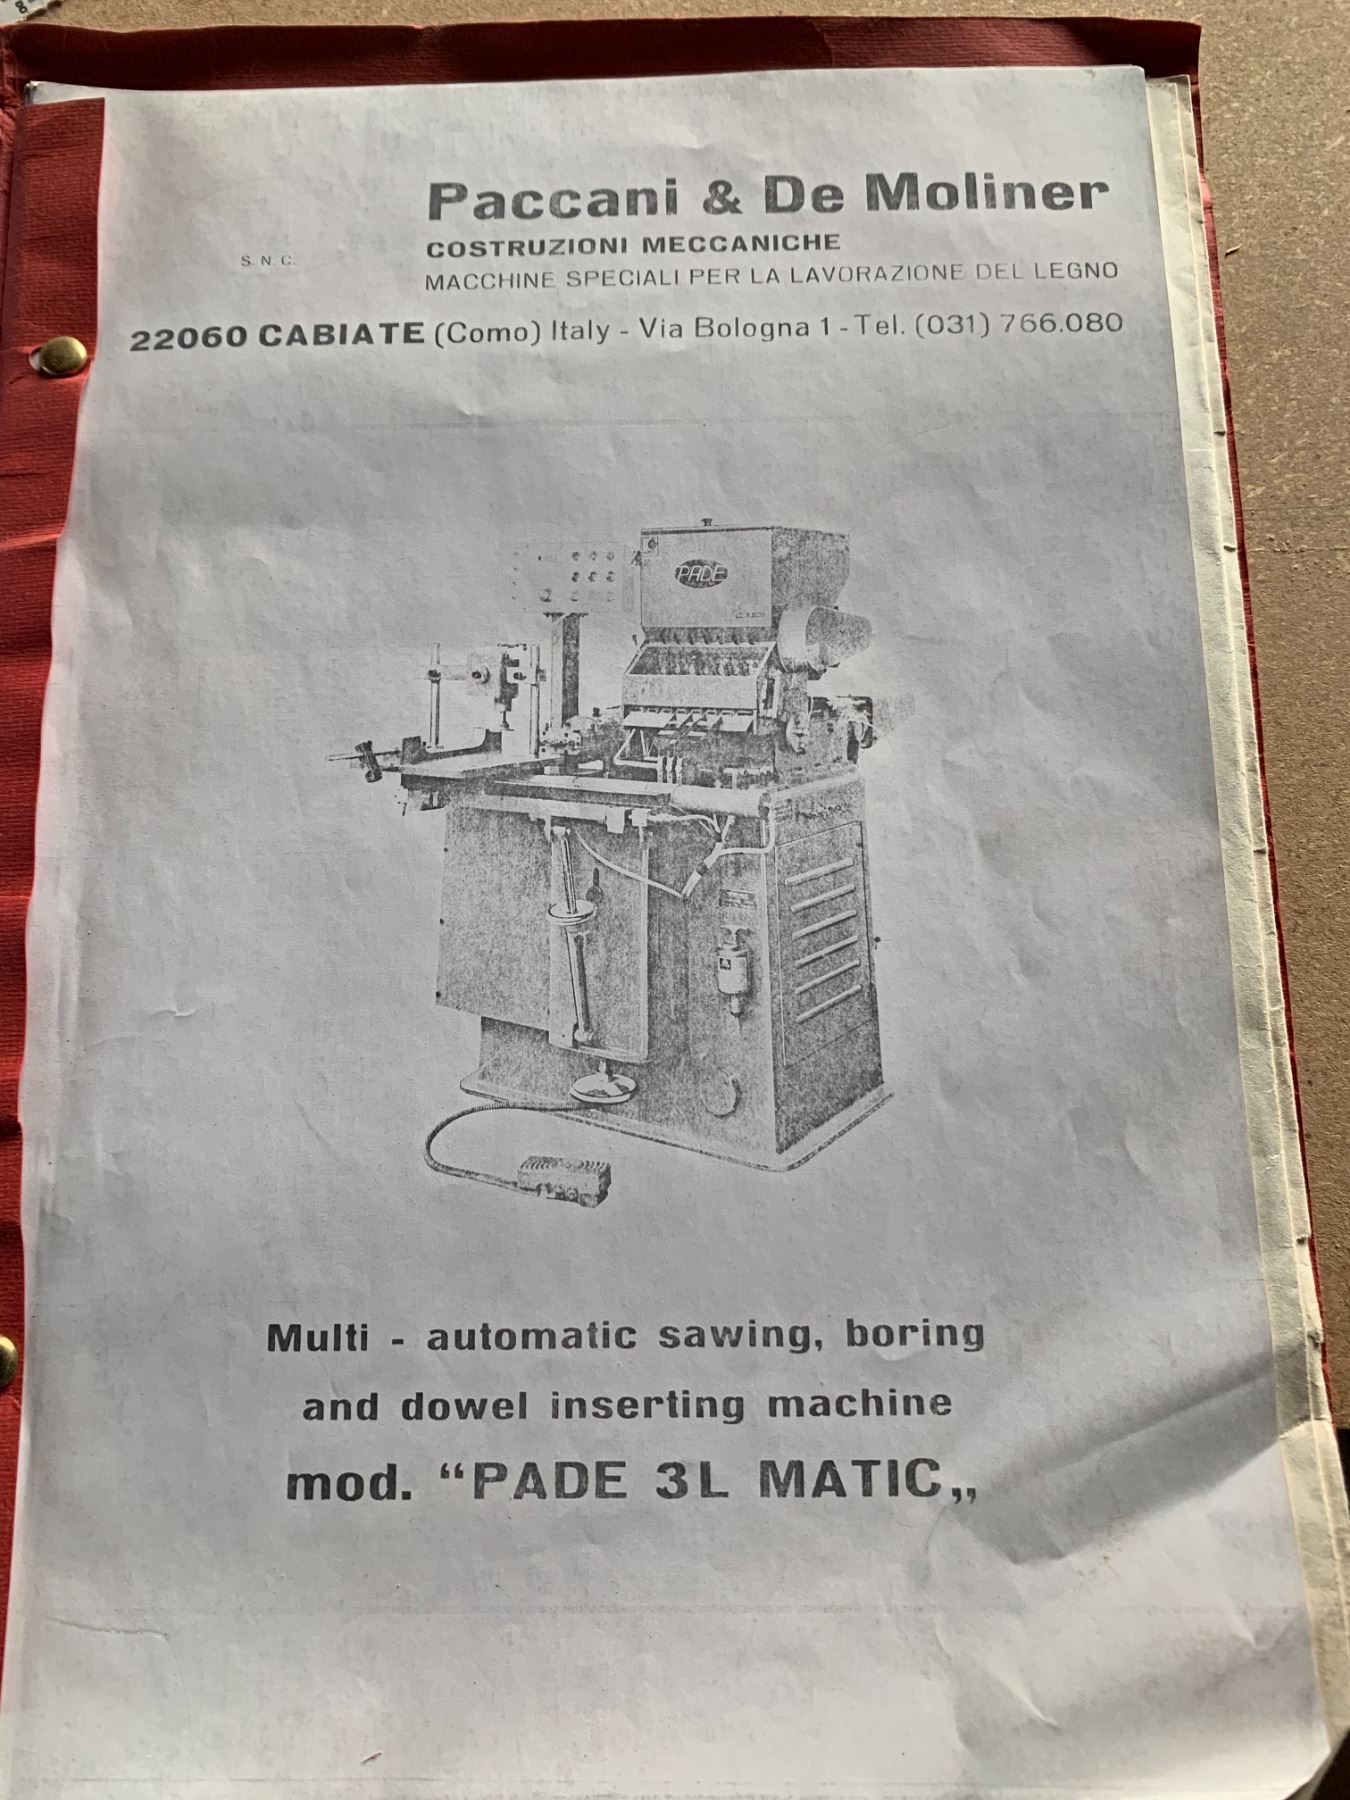 Paccani & De Moliner
COSTRUZIONI MECCANICHE
S. N. C.
MACCHINE SPECIALI PER LA LAVORAZIONE DEL LEGNO
22060 CABIATE (Como) Italy - Via Bologna 1 - Tel. (031) 766.080
PADE
Multi - automatic sawing, boring
and dowel inserting machine
mod. “PADE 3L MATIC„